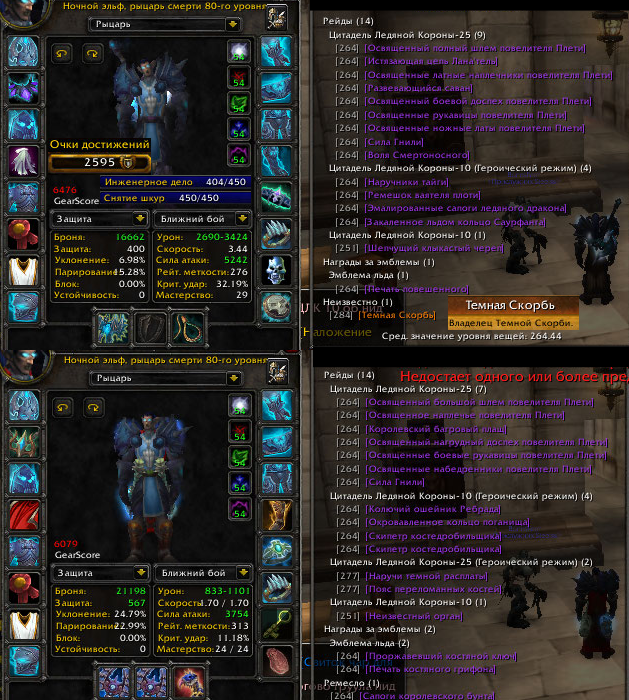 Ночной эльф, рыцарь смерти 80-го уровня
Рыцарь
54
54
54
54
Очки достижений
2595
Инженерное дело 404/450
Снятие шкур 450/450
6476
GearScore
Защита
Ближний бой
Броня: 16662
Защита: 400
Уклонение: 6.98%
Парирование: 15.28%
Блок: 0.00%
Устойчивость: 0
Урон: 2690-3424
Скорость: 3.44
Сила атаки: 5242
Рейт. меткости: 276
Крит. удар: 32.19%
Мастерство: 29
Рейды (14)
Цитадель Ледяной Короны-25 (9)
[264] [Освященный полный шлем повелителя Плети]
[264] [Истязающая цепь Лана'тель]
[264] [Освященные латные наплечники повелителя Плети]
[264] [Развевающийся саван]
[264] [Освященный боевой доспех повелителя Плети]
[264] [Освященные рукавицы повелителя Плети]
[264] [Освященные ножные латы повелителя Плети]
[264] [Сила Гнили]
[264] [Воля Смертоносного]
Цитадель Ледяной Короны-10 (Героический режим) (4)
[264] [Наручники тайги]
[264] [Ремешок ваятеля плоти]
[264] [Эмалированные сапоги ледяного дракона]
[264] [Закаленное льдом кольцо Саурфанга]
Цитадель Ледяной Короны-10 (1)
[251] [Шепчущий клыкастый череп]
Награды за эмблемы (1)
Эмблема льда (1)
[264] [Печать повешенного]
Неизвестно (1)
[284] [Темная Скорбь]
Темная Скорбь
Владелец Темной Скорби.
Наложение
Сред. значение уровня вещей: 264.44
Ночной эльф, рыцарь смерти 80-го уровня
Рыцарь
54
54
54
54
6079
GearScore
Защита
Ближний бой
Броня: 21198
Защита: 567
Уклонение: 24.79%
Парирование: 22.99%
Блок: 0.00%
Устойчивость: 0
Урон: 833-1101
Скорость: 1.70 / 1.70
Сила атаки: 3754
Рейт. меткости: 313
Крит. удар: 11.18%
Мастерство: 24 / 24
Рейды (14)
Недостает одного или более пре
Цитадель Ледяной Короны-25 (7)
[264] [Освященный большой шлем повелителя Плети]
[264] [Освященное наплечье повелителя Плети]
[264] [Королевский багровый плащ]
[264] [Освященный нагрудный доспех повелителя Плети]
[264] [Освященные боевые рукавицы повелителя Плети]
[264] [Освященные набедренники повелителя Плети]
[264] [Сила Гнили]
Цитадель Ледяной Короны-10 (Героический режим) (4)
[264] [Колючий ошейник Ребрада]
[264] [Окровавленное кольцо поганища]
[264] [Скипетр костедробильщика]
[264] [Скипетр костедробильщика]
Цитадель Ледяной Короны-25 (Героический режим) (2)
[277] [Наручи темной расплаты]
[277] [Пояс переломанных костей]
Цитадель Ледяной Короны-10 (1)
[251] [Неизвестный орган]
Награды за эмблемы (2)
Эмблема льда (2)
[264] [Проржавевший костяной ключ]
[264] [Печать костяного грифона]
Ремесло (1)
[264] [Сапоги королевского бунта]